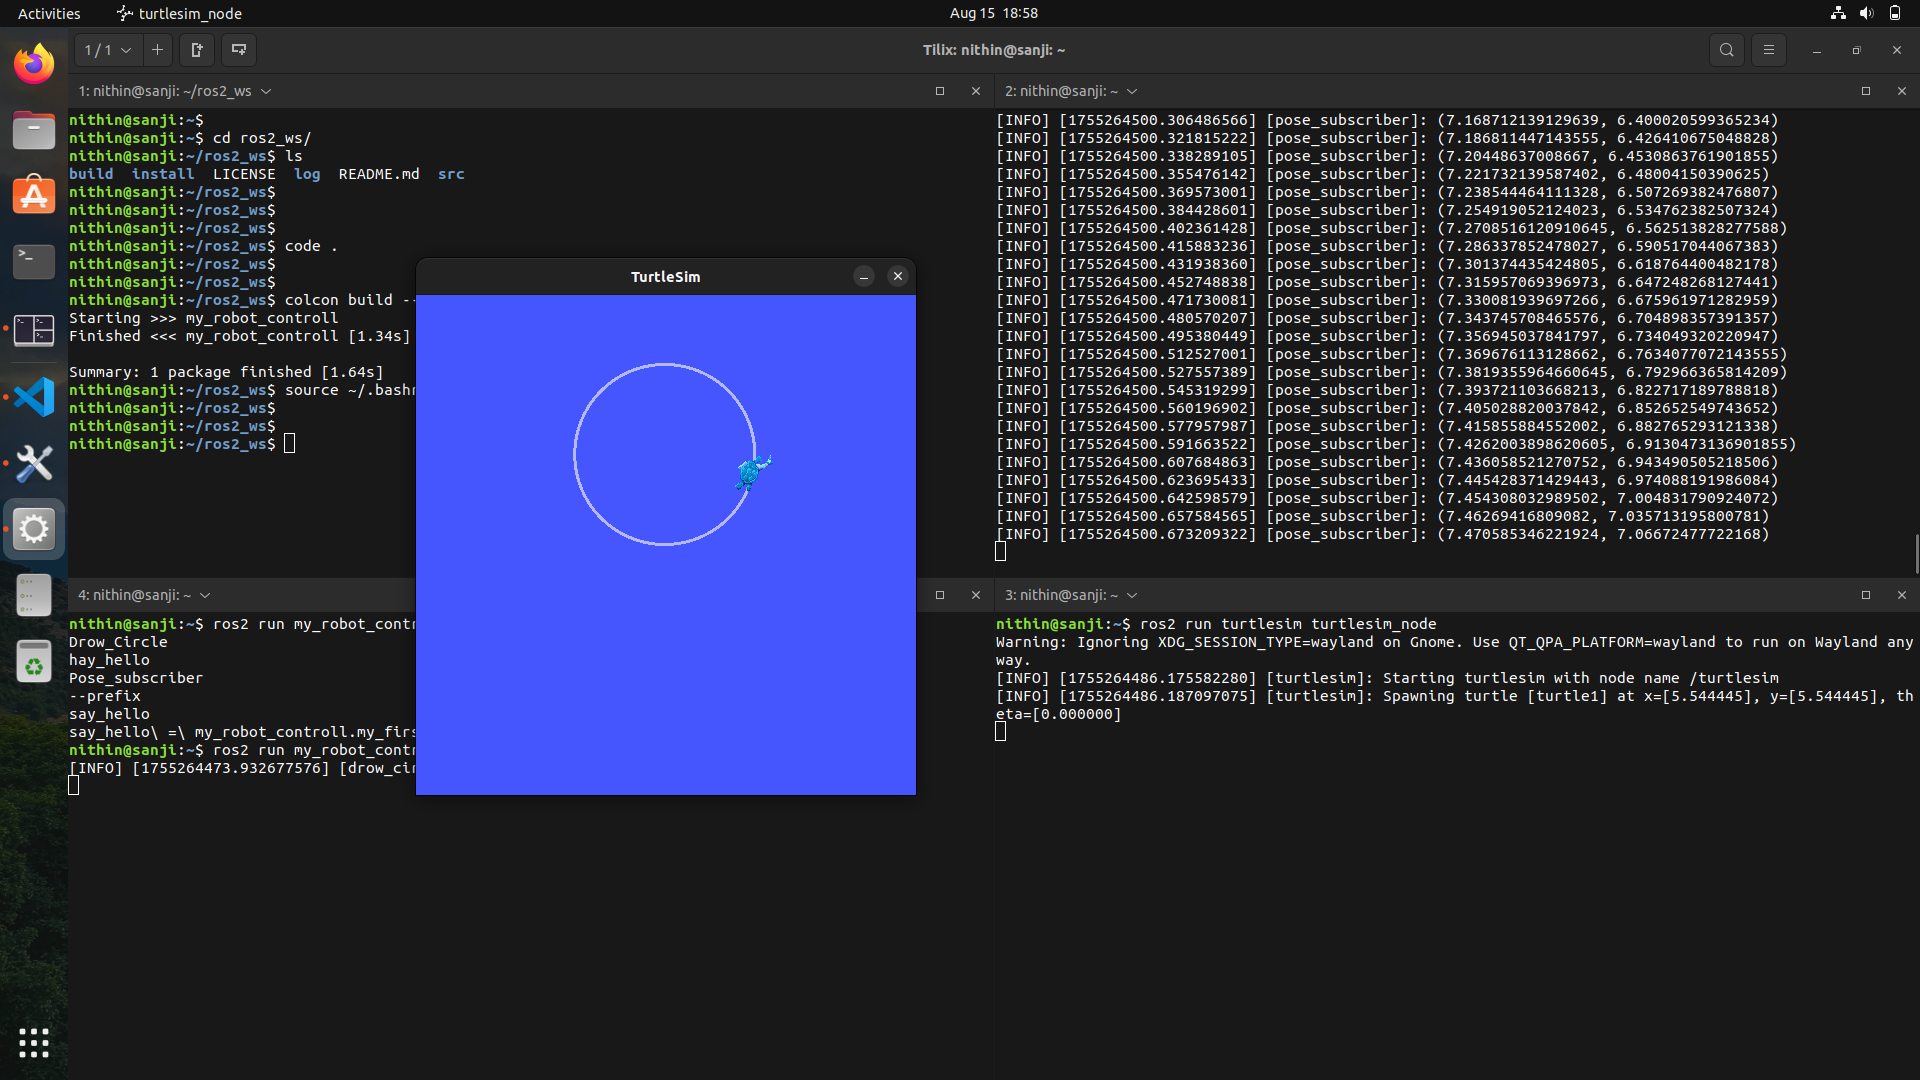 Activities
turtlesim_node
Aug 15 18:58
1 / 1
Tilix: nithin@sanji: ~
1: nithin@sanji: ~/ros2_ws
nithin@sanji:~$
nithin@sanji:~$ cd ros2_ws/
nithin@sanji:~/ros2_ws$ ls
build install LICENSE log README.md src
nithin@sanji:~/ros2_ws$
nithin@sanji:~/ros2_ws$
nithin@sanji:~/ros2_ws$
nithin@sanji:~/ros2_ws$ code .
nithin@sanji:~/ros2_ws$
nithin@sanji:~/ros2_ws$
nithin@sanji:~/ros2_ws$ colcon build -
Starting >>> my_robot_controll
Finished <<< my_robot_controll [1.34s]
Summary: 1 package finished [1.64s]
nithin@sanji:~/ros2_ws$ source ~/.bash
nithin@sanji:~/ros2_ws$
nithin@sanji:~/ros2_ws$
nithin@sanji:~/ros2_ws$
2: nithin@sanji: ~
[INFO] [1755264500.306486566] [pose_subscriber]: (7.168712139129639, 6.400020599365234)
[INFO] [1755264500.321815222] [pose_subscriber]: (7.186811447143555, 6.426410675048828)
[INFO] [1755264500.338289105] [pose_subscriber]: (7.20448637008667, 6.4530863761901855)
[INFO] [1755264500.355476142] [pose_subscriber]: (7.221732139587402, 6.48004150390625)
[INFO] [1755264500.369573001] [pose_subscriber]: (7.238544464111328, 6.507269382476807)
[INFO] [1755264500.384428601] [pose_subscriber]: (7.254919052124023, 6.534762382507324)
[INFO] [1755264500.402361428] [pose_subscriber]: (7.2708516120910645, 6.562513828277588)
[INFO] [1755264500.415883236] [pose_subscriber]: (7.286337852478027, 6.590517044067383)
[INFO] [1755264500.431938360] [pose_subscriber]: (7.301374435424805, 6.618764400482178)
[INFO] [1755264500.452748838] [pose_subscriber]: (7.315957069396973, 6.647248268127441)
[INFO] [1755264500.471730081] [pose_subscriber]: (7.330081939697266, 6.675961971282959)
[INFO] [1755264500.480570207] [pose_subscriber]: (7.343745708465576, 6.704898357391357)
[INFO] [1755264500.495380449] [pose_subscriber]: (7.356945037841797, 6.734049320220947)
[INFO] [1755264500.512527001] [pose_subscriber]: (7.369676113128662, 6.7634077072143555)
[INFO] [1755264500.527557389] [pose_subscriber]: (7.3819355964660645, 6.792966365814209)
[INFO] [1755264500.545319299] [pose_subscriber]: (7.393721103668213, 6.822717189788818)
[INFO] [1755264500.560196902] [pose_subscriber]: (7.405028820037842, 6.852652549743652)
[INFO] [1755264500.577957987] [pose_subscriber]: (7.415855884552002, 6.882765293121338)
[INFO] [1755264500.591663522] [pose_subscriber]: (7.4262003898620605, 6.9130473136901855)
[INFO] [1755264500.607684863] [pose_subscriber]: (7.436058521270752, 6.943490505218506)
[INFO] [1755264500.623695433] [pose_subscriber]: (7.445428371429443, 6.974088191986084)
[INFO] [1755264500.642598579] [pose_subscriber]: (7.454308032989502, 7.004831790924072)
[INFO] [1755264500.657584565] [pose_subscriber]: (7.46269416809082, 7.035713195800781)
[INFO] [1755264500.673209322] [pose_subscriber]: (7.470585346221924, 7.06672477722168)
TurtleSim
4: nithin@sanji: ~
nithin@sanji:~$ ros2 run my_robot_cont
Drow_Circle
hay_hello
Pose_subscriber
--prefix
say_hello
say_hello\ =\ my_robot_controll.my_firs
nithin@sanji:~$ ros2 run my_robot_cont
[INFO] [1755264473.932677576] [drow_cir
3: nithin@sanji: ~
nithin@sanji:~$ ros2 run turtlesim turtlesim_node
Warning: Ignoring XDG_SESSION_TYPE=wayland on Gnome. Use QT_QPA_PLATFORM=wayland to run on Wayland any
way.
[INFO] [1755264486.175582280] [turtlesim]: Starting turtlesim with node name /turtlesim
[INFO] [1755264486.187097075] [turtlesim]: Spawning turtle [turtle1] at x=[5.544445], y=[5.544445], th
eta=[0.000000]